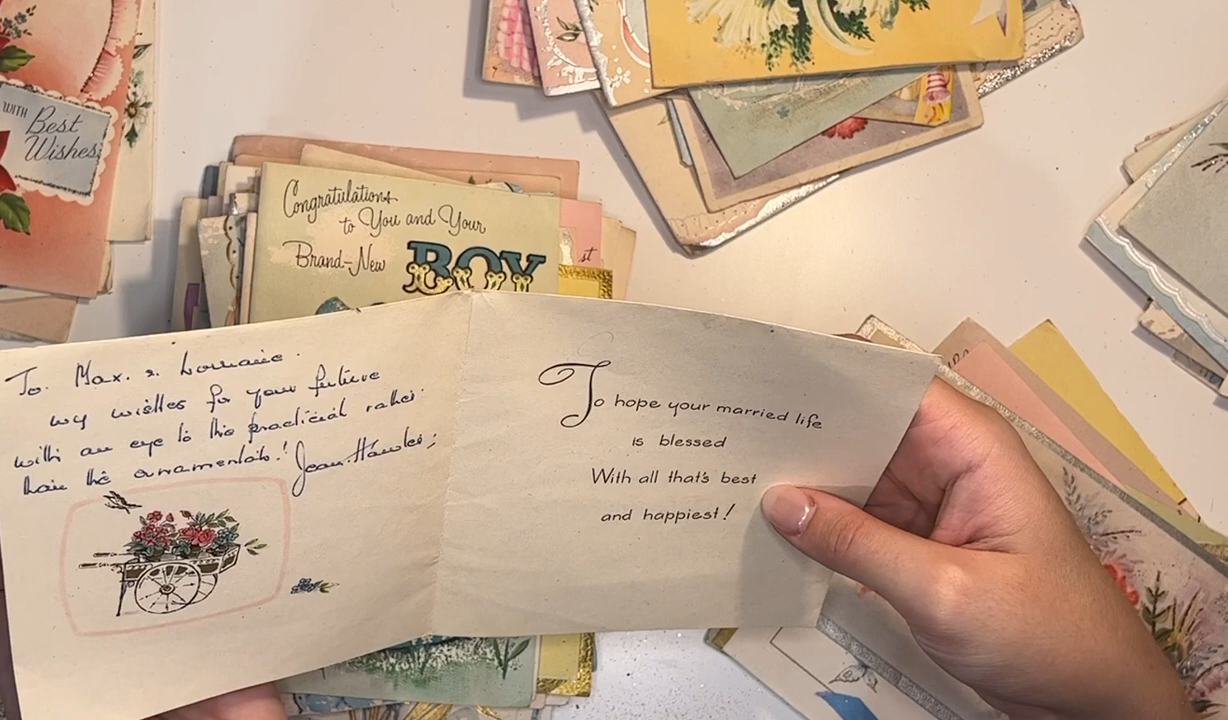 WITH
Best
Wishes
Congratulations
to You and Your
Brand-New BOY
st
To. Max. & Lorraine.
my wishes for your future
with an eye to the practical rather
than the ornamental.! Jean. Hawles;
To hope your married life
is blessed
With all that's best
and happiest!